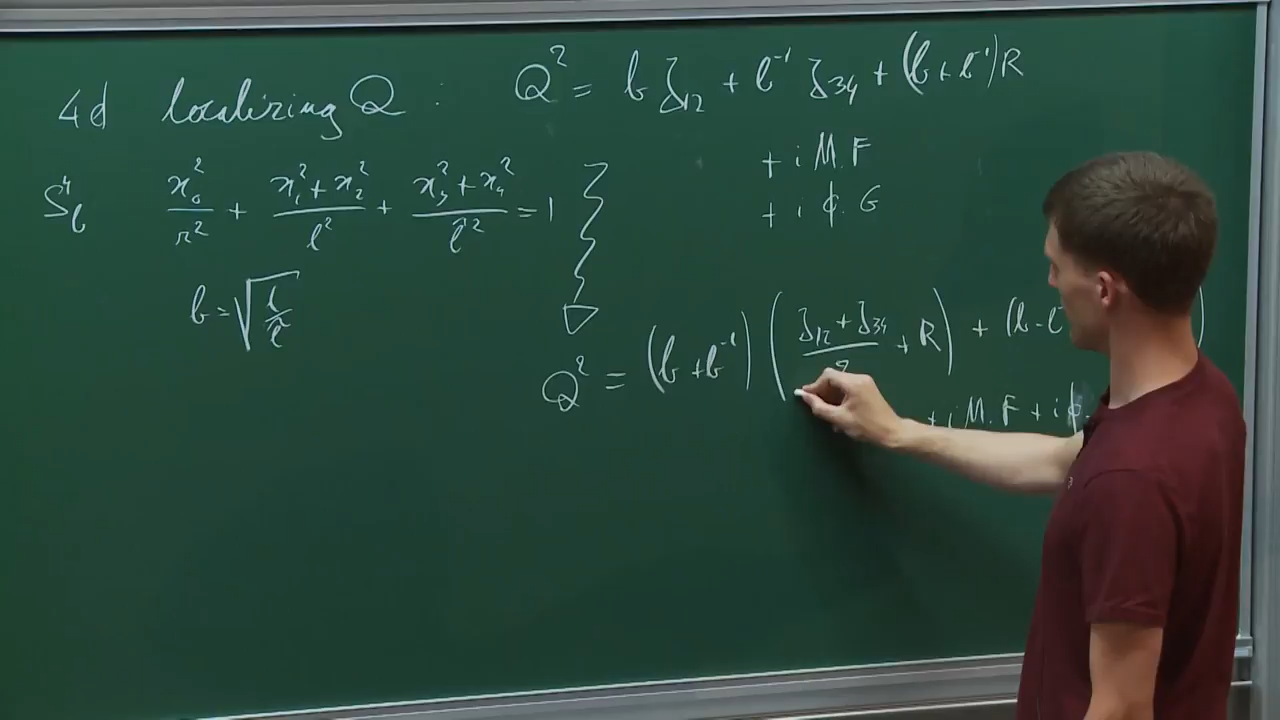 4d localizing Q : Q² = b J₁₂ + b⁻¹ J₃₄ + (b + b⁻¹) R
+ i M.F
+ i ϕ. G
S⁴_b x₀²/r² + (x₁² + x₂²)/ℓ² + (x₃² + x₄²)/ℓ̃² = 1
b = √(ℓ/ℓ̃)
Q² = (b + b⁻¹) ( (J₁₂ + J₃₄)/2 + R ) + (b - b⁻
+ i M.F + i ϕ.